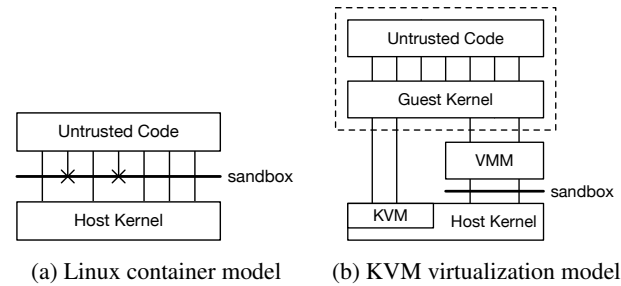 Untrusted Code
sandbox
Host Kernel
(a) Linux container model
Untrusted Code
Guest Kernel
VMM
sandbox
KVM
Host Kernel
(b) KVM virtualization model